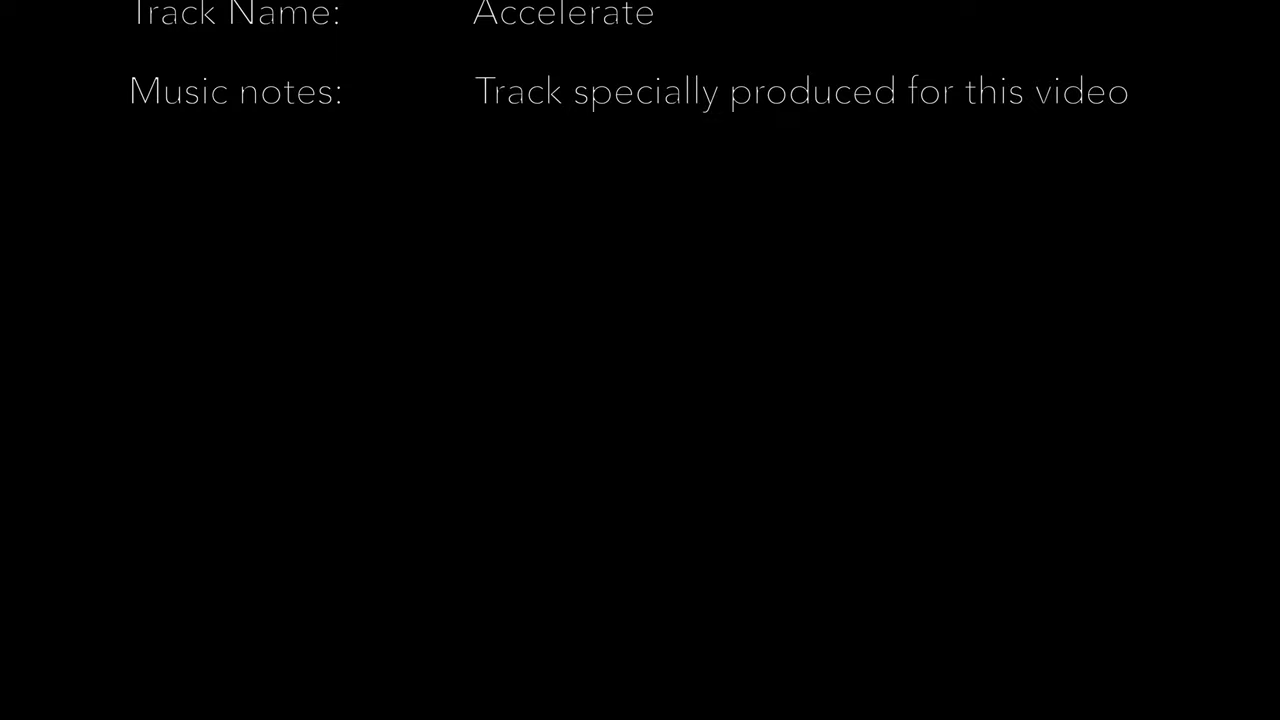 Track Name: Accelerate
Music notes: Track specially produced for this video